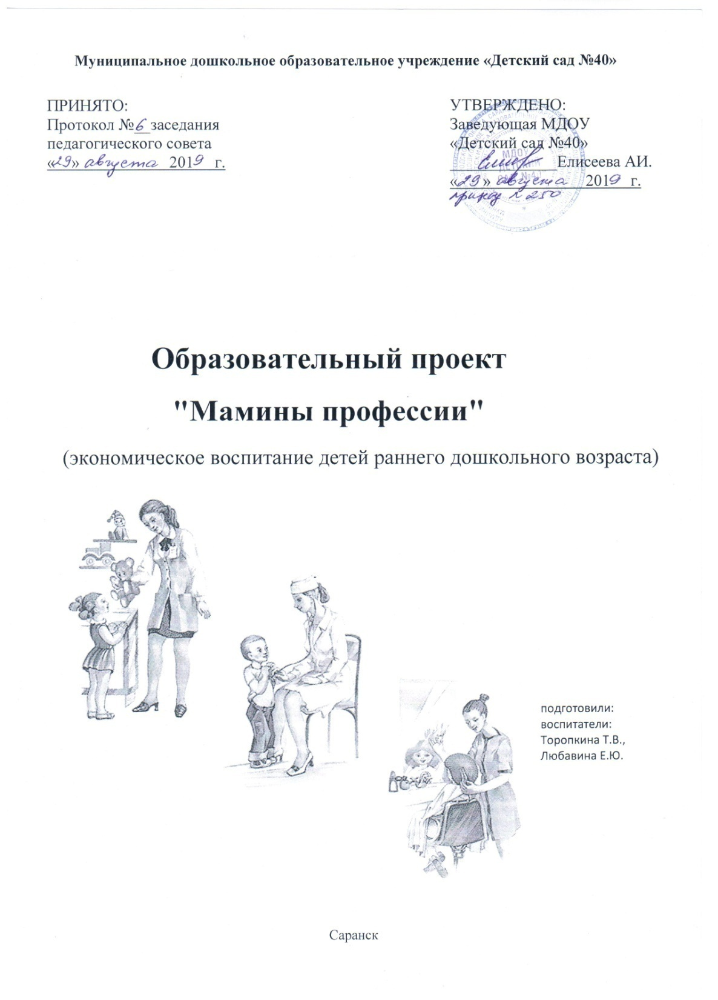 Муниципальное дошкольное образовательное учреждение «Детский сад №40»
ПРИНЯТО:
Протокол №6 заседания
педагогического совета
«29» августа 2019 г.
УТВЕРЖДЕНО:
Заведующая МДОУ
«Детский сад №40»
Елисеева АИ.
«29» августа 2019 г.
приказ № 250
МДОУ
Образовательный проект
"Мамины профессии"
(экономическое воспитание детей раннего дошкольного возраста)
подготовили:
воспитатели:
Торопкина Т.В.,
Любавина Е.Ю.
Саранск